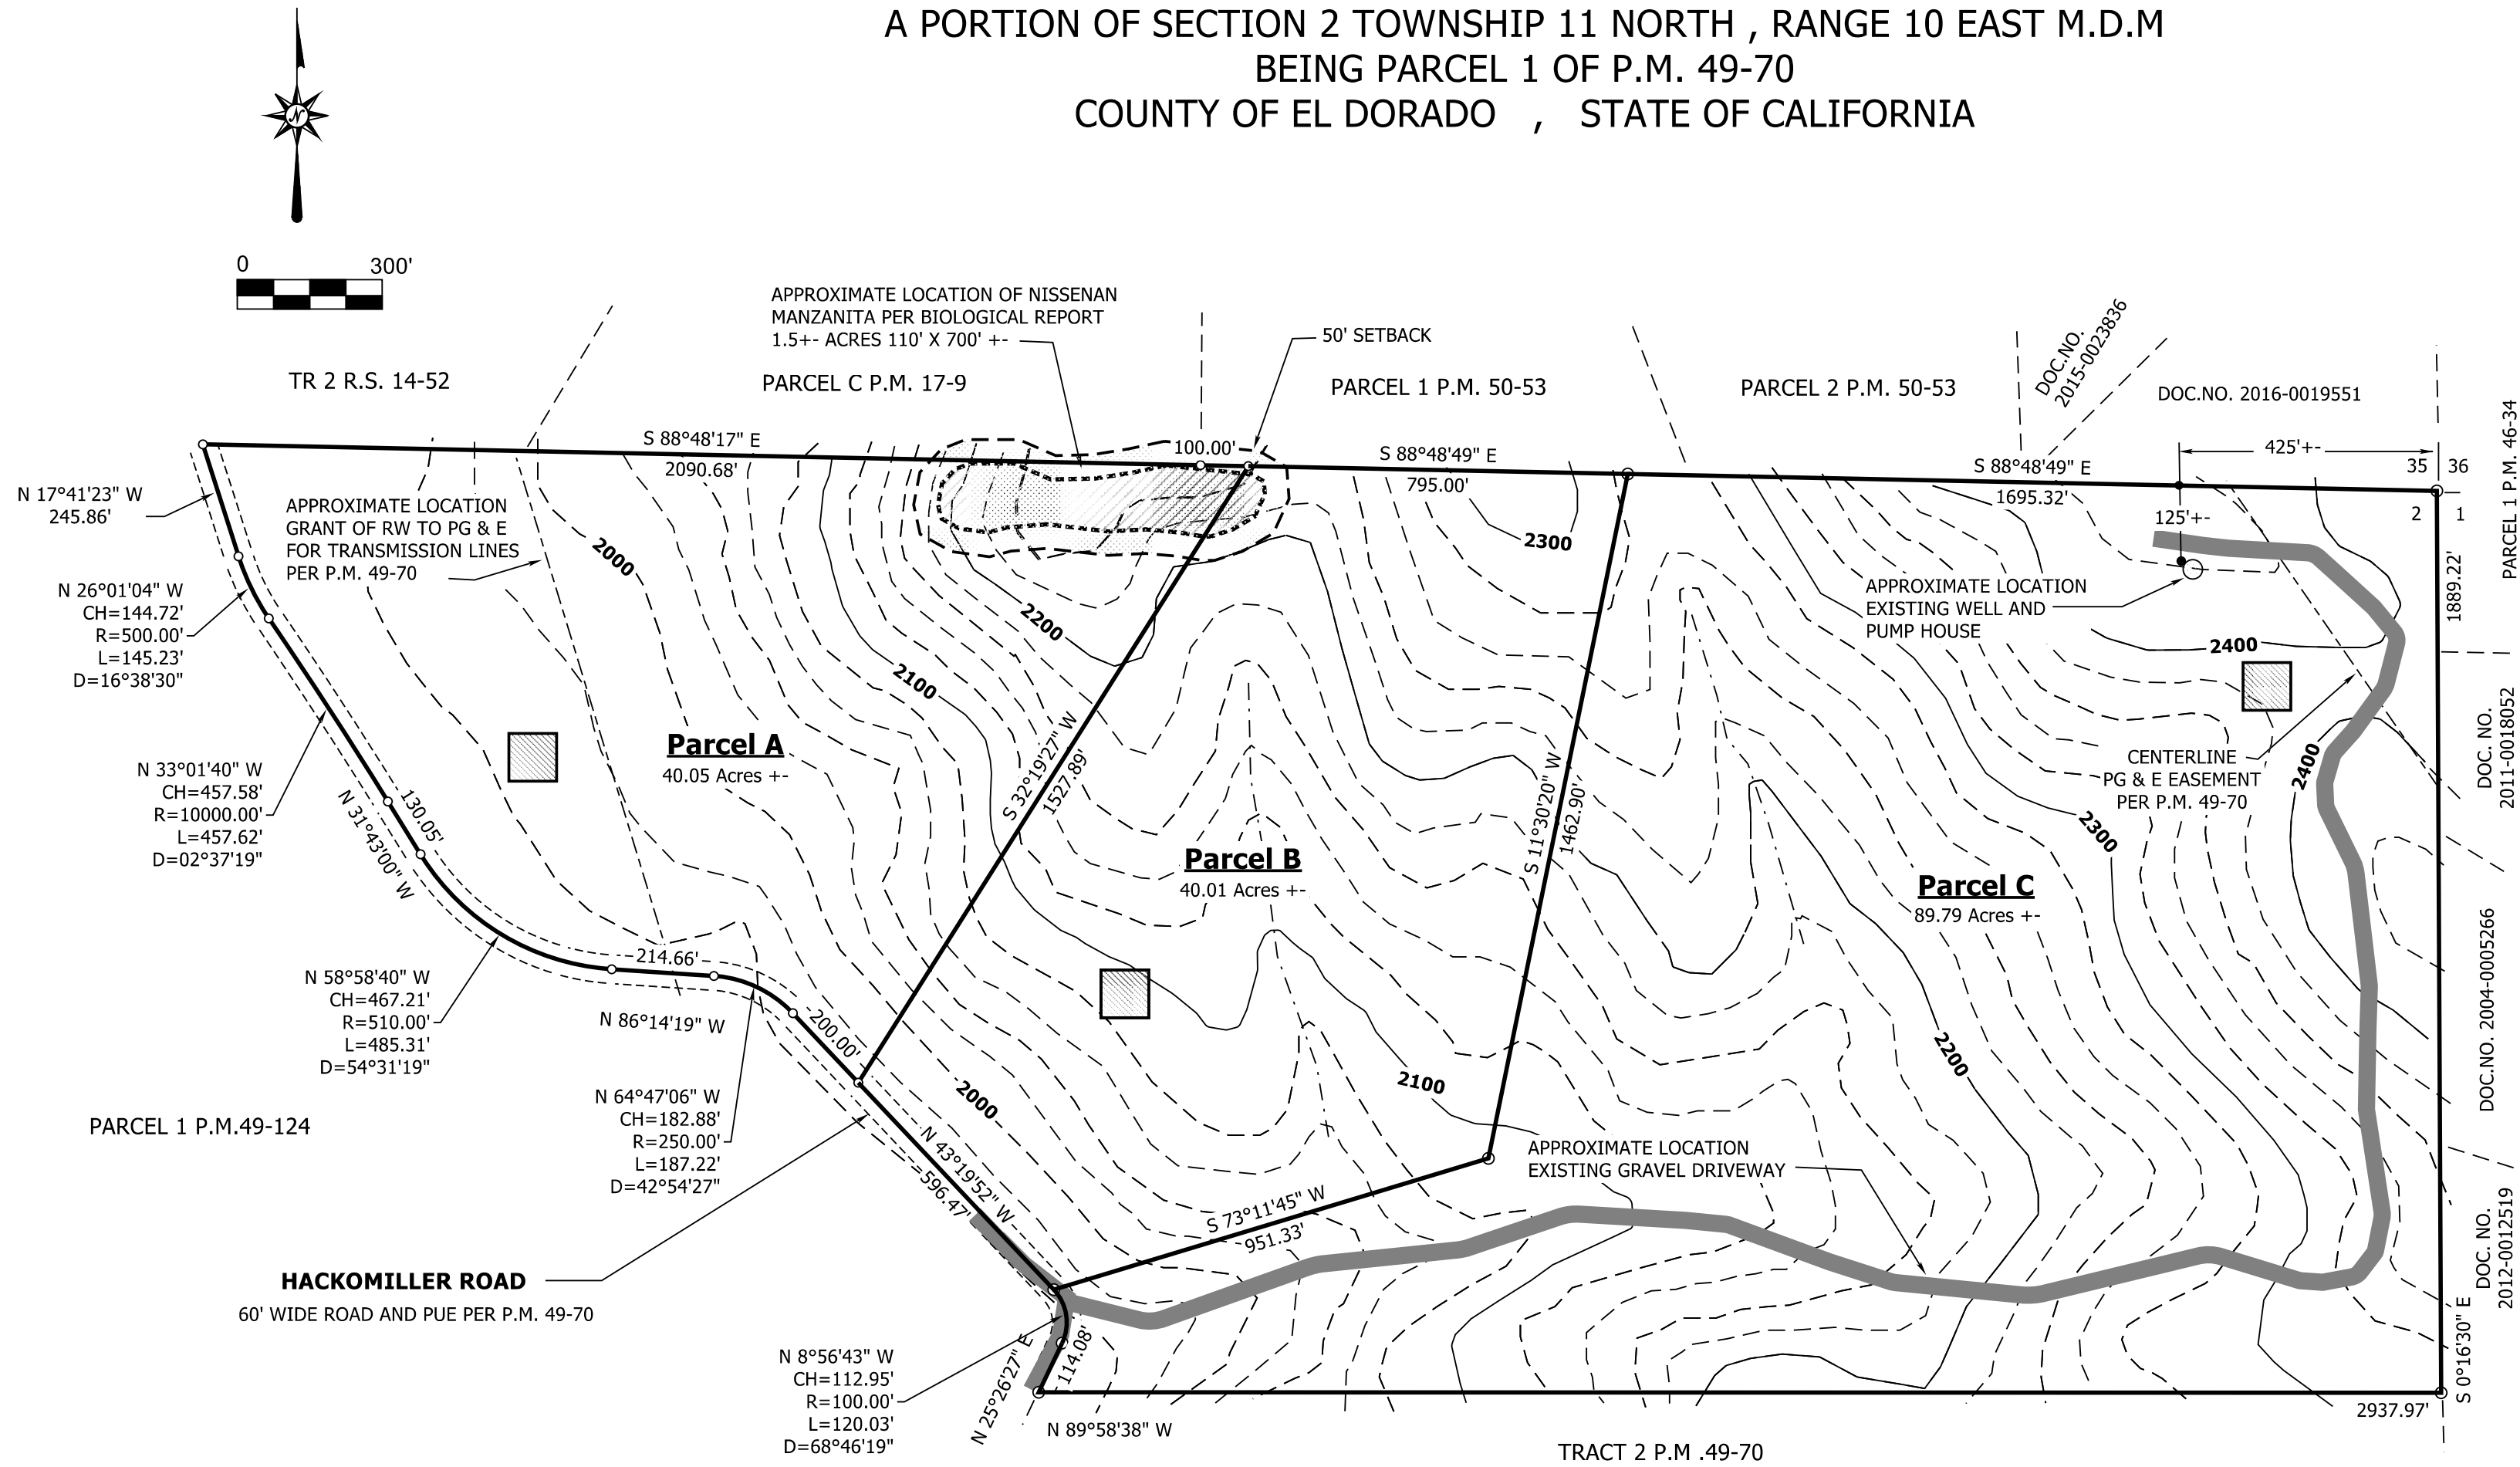 A PORTION OF SECTION 2 TOWNSHIP 11 NORTH , RANGE 10 EAST M.D.M
BEING PARCEL 1 OF P.M. 49-70
COUNTY OF EL DORADO , STATE OF CALIFORNIA
N
0 300'
APPROXIMATE LOCATION OF NISSENAN
MANZANITA PER BIOLOGICAL REPORT
1.5+- ACRES 110' X 700' +-
50' SETBACK
TR 2 R.S. 14-52
PARCEL C P.M. 17-9
PARCEL 1 P.M. 50-53
PARCEL 2 P.M. 50-53
DOC.NO.
2015-0023836
DOC.NO. 2016-0019551
PARCEL 1 P.M. 46-34
S 88°48'17" E
2090.68'
100.00'
S 88°48'49" E
795.00'
S 88°48'49" E
1695.32'
425'+-
35
36
2
1
125'+-
N 17°41'23" W
245.86'
APPROXIMATE LOCATION
GRANT OF RW TO PG & E
FOR TRANSMISSION LINES
PER P.M. 49-70
2000
2300
2200
2100
N 26°01'04" W
CH=144.72'
R=500.00'
L=145.23'
D=16°38'30"
APPROXIMATE LOCATION
EXISTING WELL AND
PUMP HOUSE
2400
1889.22'
DOC. NO.
2011-0018052
Parcel A
40.05 Acres +-
S 32°19'27" W
1527.89'
S 11°30'20" W
1462.90'
CENTERLINE
PG & E EASEMENT
PER P.M. 49-70
2400
2300
N 33°01'40" W
CH=457.58'
R=10000.00'
L=457.62'
D=02°37'19"
N 31°43'00" W
130.05'
Parcel B
40.01 Acres +-
Parcel C
89.79 Acres +-
DOC.NO. 2004-0005266
N 58°58'40" W
CH=467.21'
R=510.00'
L=485.31'
D=54°31'19"
214.66'
N 86°14'19" W
200.00'
2200
2100
2000
N 64°47'06" W
CH=182.88'
R=250.00'
L=187.22'
D=42°54'27"
PARCEL 1 P.M.49-124
N 43°19'52" W
596.47'
APPROXIMATE LOCATION
EXISTING GRAVEL DRIVEWAY
S 73°11'45" W
951.33'
DOC. NO.
2012-0012519
HACKOMILLER ROAD
60' WIDE ROAD AND PUE PER P.M. 49-70
N 8°56'43" W
CH=112.95'
R=100.00'
L=120.03'
D=68°46'19"
N 25°26'27" E
114.08'
S 0°16'30" E
N 89°58'38" W
2937.97'
TRACT 2 P.M .49-70